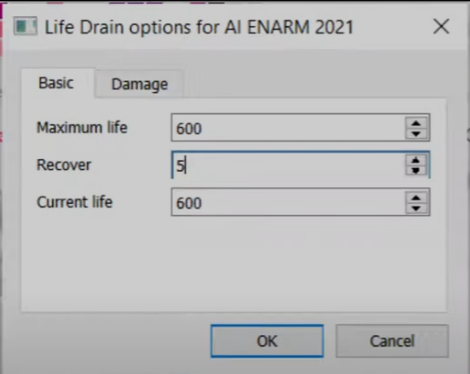 Life Drain options for AI ENARM 2021
Basic
Damage
Maximum life
600
Recover
5
Current life
600
OK
Cancel